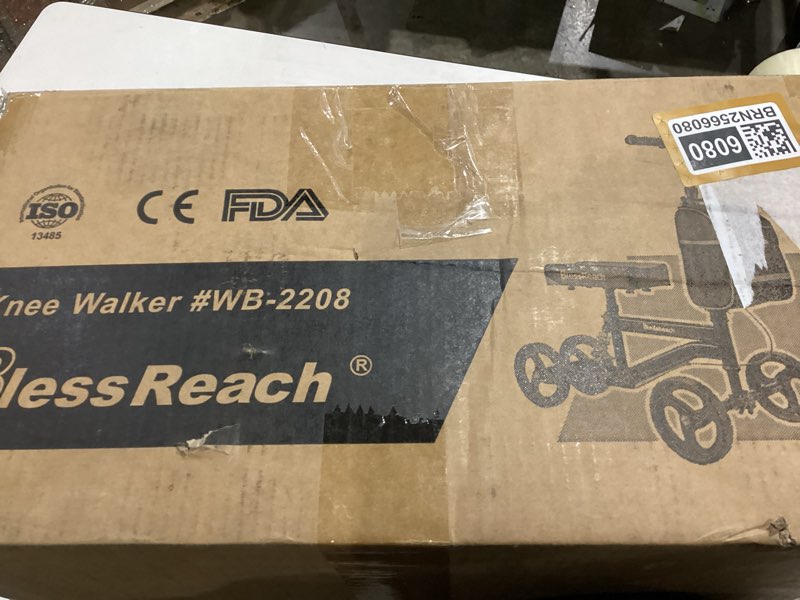 BRN2566080
6080
ISO
13485
CE FDA
Knee Walker #WB-2208
lessReach ®